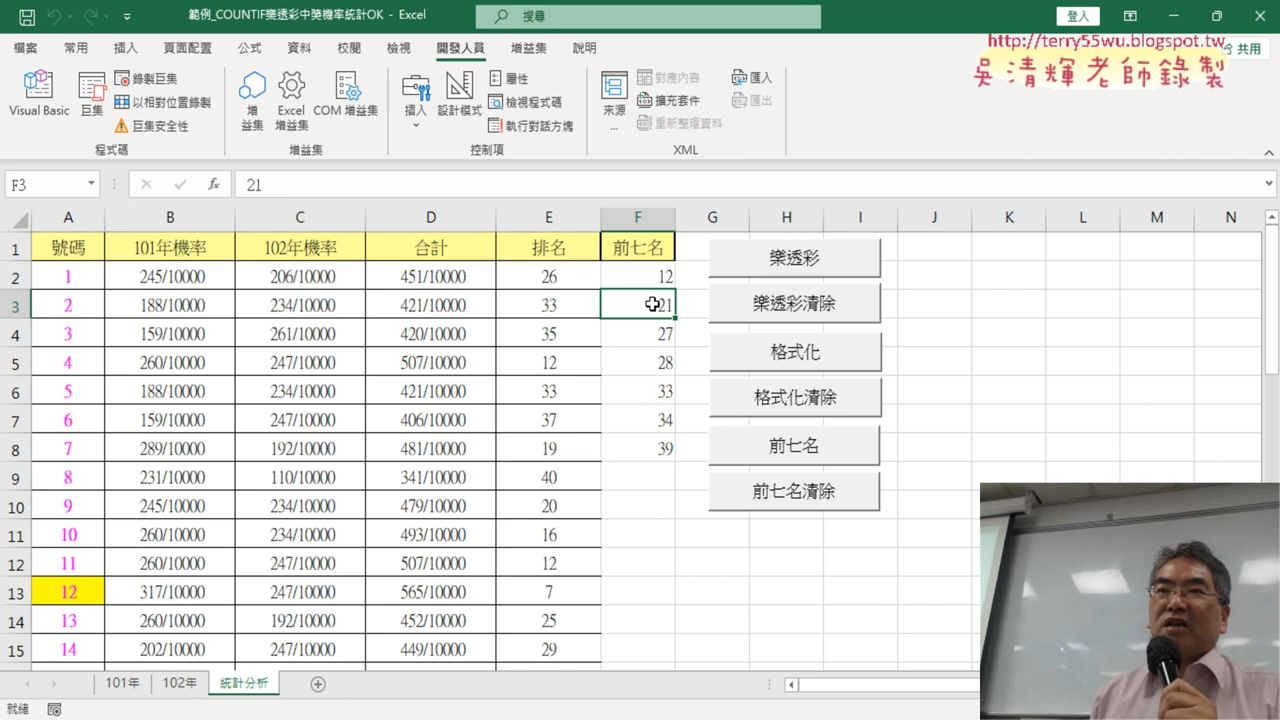 範例_COUNTIF樂透彩中獎機率統計OK - Excel
搜尋
登入
檔案 常用 插入 頁面配置 公式 資料 校閱 檢視 開發人員 增益集 說明
共用
http://terry55wu.blogspot.tw
吳清輝老師錄製
Visual Basic
巨集
錄製巨集
以相對位置錄製
巨集安全性
程式碼
增
益集
Excel
增益集
COM 增益集
增益集
插入
設計模式
屬性
檢視程式碼
執行對話方塊
控制項
來源
...
對應內容
擴充套件
重新整理資料
匯入
匯出
XML
F3
fx
21
A B C D E F G H I J K L M N
1 號碼 101年機率 102年機率 合計 排名 前七名
2 1 245/10000 206/10000 451/10000 26 12
3 2 188/10000 234/10000 421/10000 33 21
4 3 159/10000 261/10000 420/10000 35 27
5 4 260/10000 247/10000 507/10000 12 28
6 5 188/10000 234/10000 421/10000 33 33
7 6 159/10000 247/10000 406/10000 37 34
8 7 289/10000 192/10000 481/10000 19 39
9 8 231/10000 110/10000 341/10000 40
10 9 245/10000 234/10000 479/10000 20
11 10 260/10000 234/10000 493/10000 16
12 11 260/10000 247/10000 507/10000 12
13 12 317/10000 247/10000 565/10000 7
14 13 260/10000 192/10000 452/10000 25
15 14 202/10000 247/10000 449/10000 29
樂透彩
樂透彩清除
格式化
格式化清除
前七名
前七名清除
101年 102年 統計分析
就緒